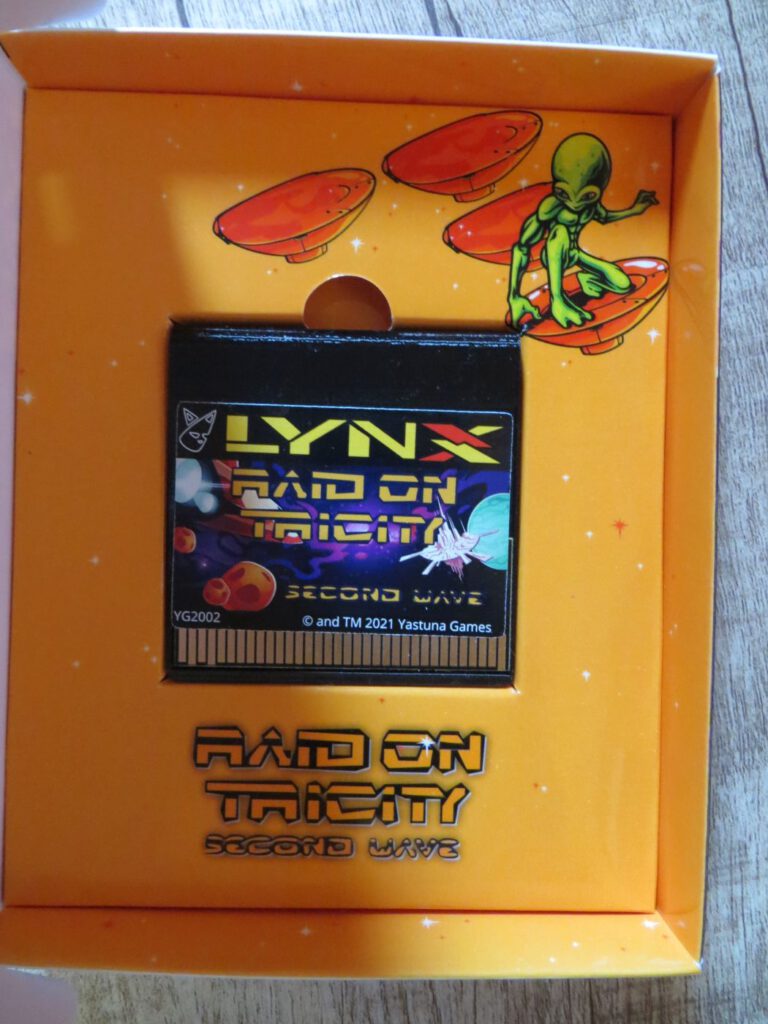 LYNX
RAID ON
TRICITY
SECOND WAVE
YG2002
© and TM 2021 Yastuna Games
RAID ON
TRICITY
SECOND WAVE